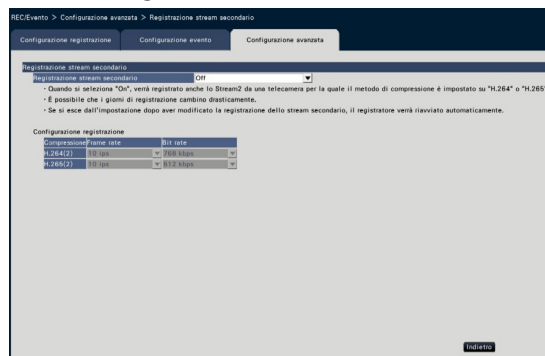 REC/Evento > Configurazione avanzata > Registrazione stream secondario
Configurazione registrazione Configurazione evento Configurazione avanzata
Registrazione stream secondario
Registrazione stream secondario Off
• Quando si seleziona "On", verrà registrato anche lo Stream2 da una telecamera per la quale il metodo di compressione è impostato su "H.264" o "H.265"
• È possibile che i giorni di registrazione cambino drasticamente.
• Se si esce dall'impostazione dopo aver modificato la registrazione dello stream secondario, il registratore verrà riavviato automaticamente.
Configurazione registrazione
Compressione Frame rate Bit rate
H.264(2) 10 ips 768 kbps
H.265(2) 10 ips 512 kbps
Indietro